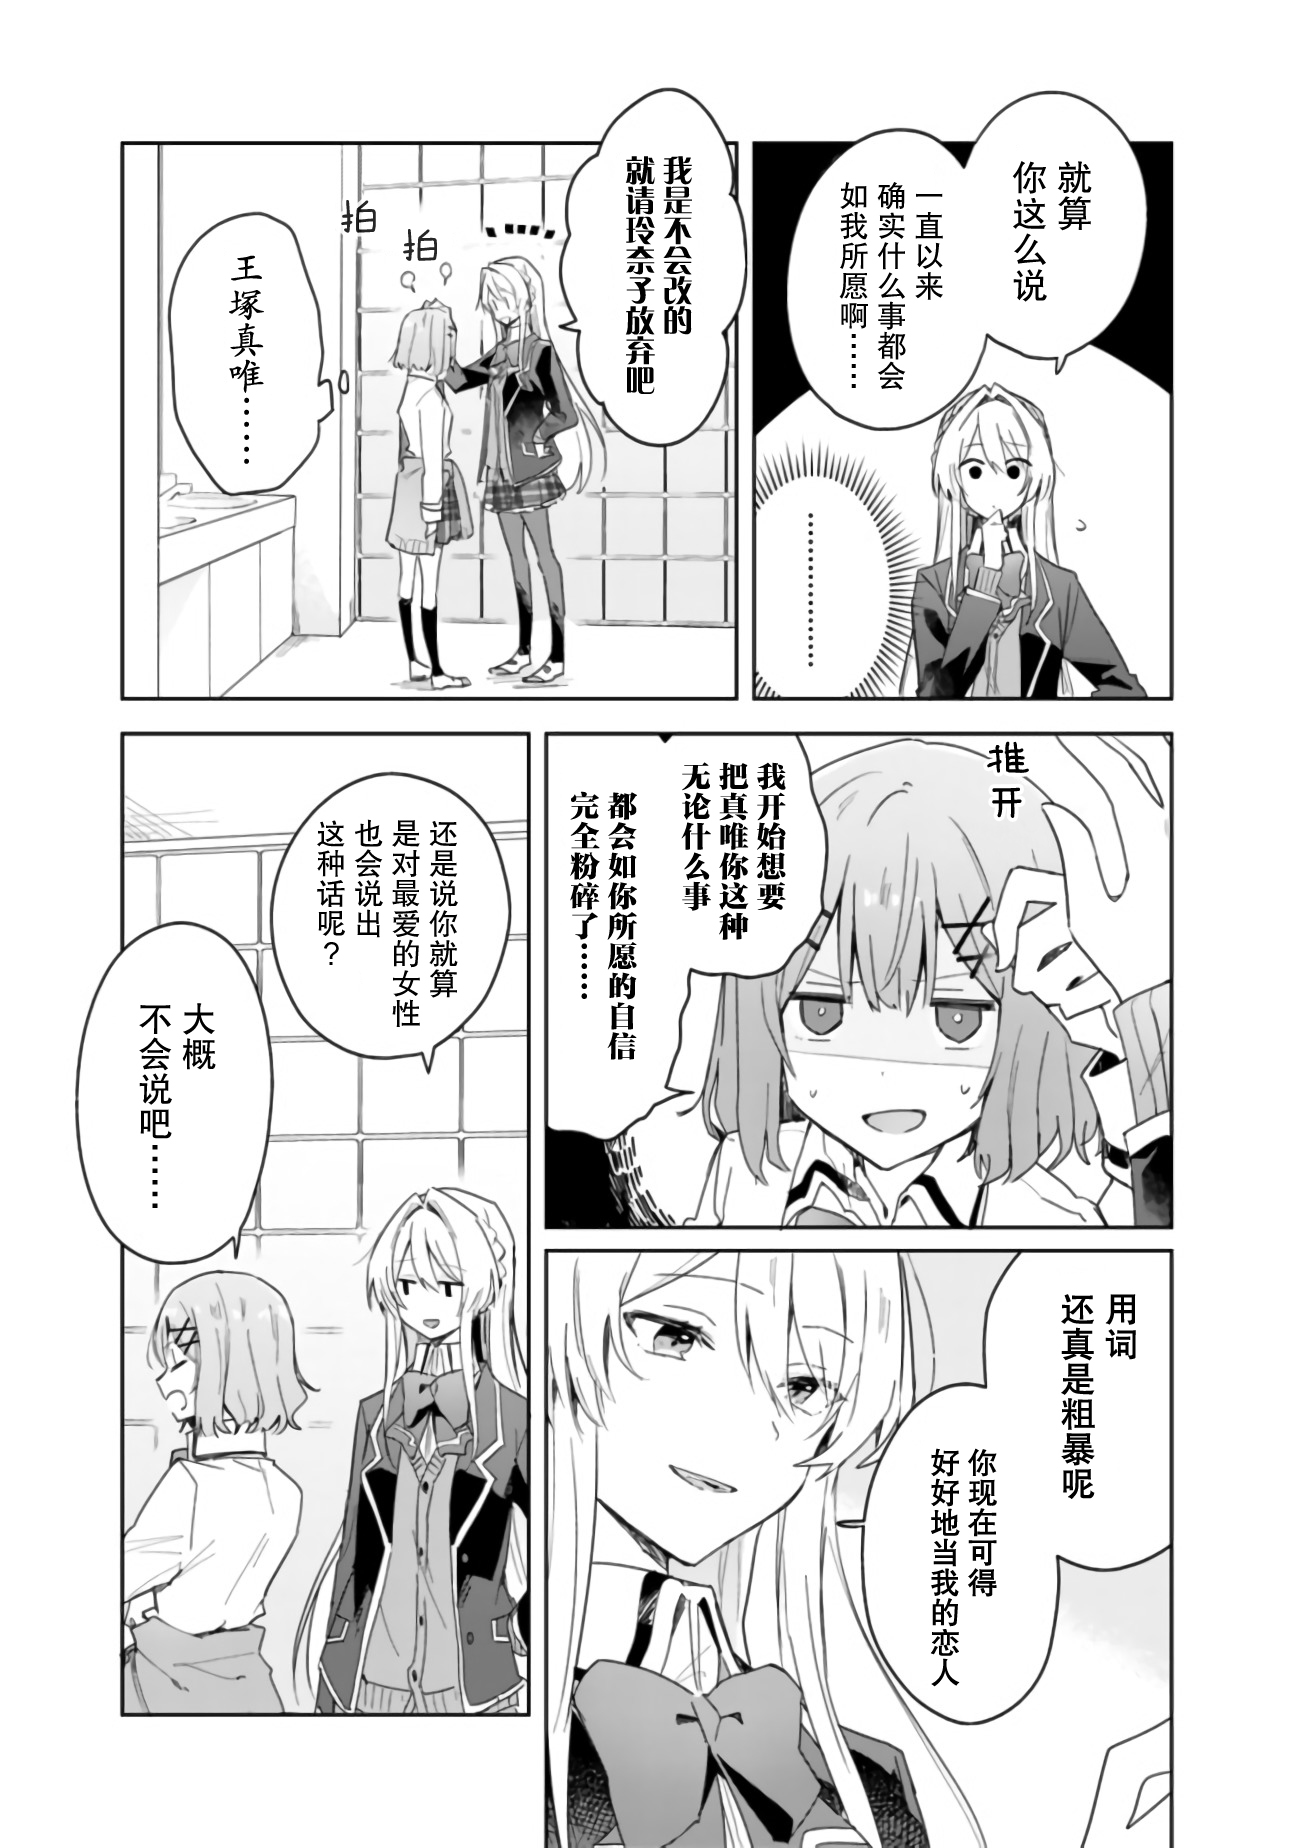 就算
你这么说
一直以来
确实什么事都会
如我所愿啊……
…………
我是不会改的
就请玲奈子放弃吧
拍
拍
王塚真唯……
推开
我开始想要
把真唯你这种
无论什么事
都会如你所愿的自信
完全粉碎了……
用词
还真是粗暴呢
你现在可得
好好地当我的恋人
还是说你就算
是对最爱的女性
也会说出
这种话呢？
大概
不会说吧……